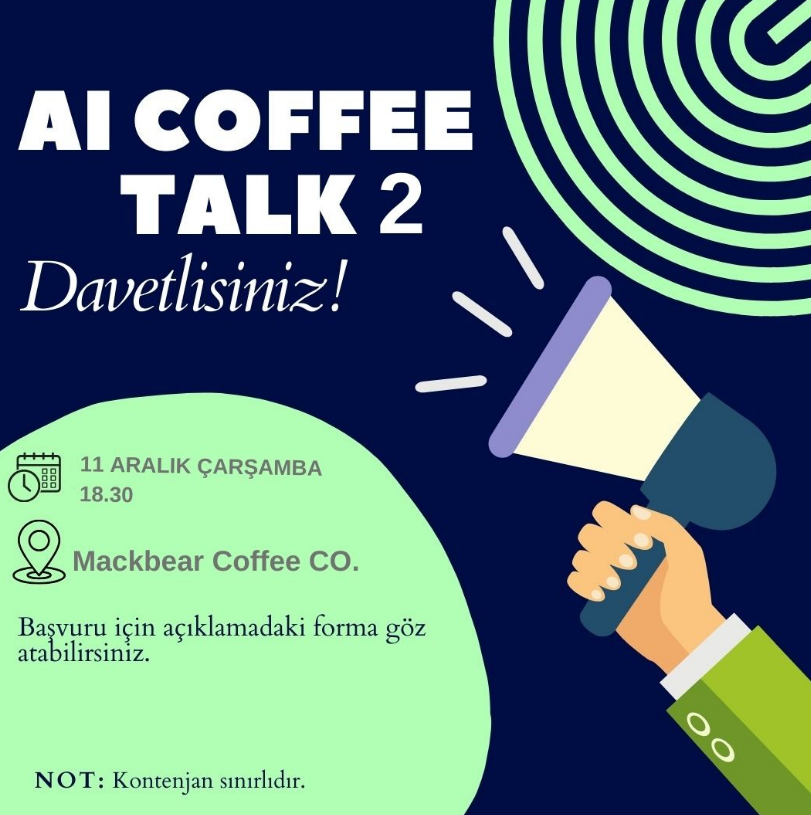 AI COFFEE
TALK 2
Davetlisiniz!
11 ARALIK ÇARŞAMBA
18.30
Mackbear Coffee CO.
Başvuru için açıklamadaki forma göz
atabilirsiniz.
NOT: Kontenjan sınırlıdır.